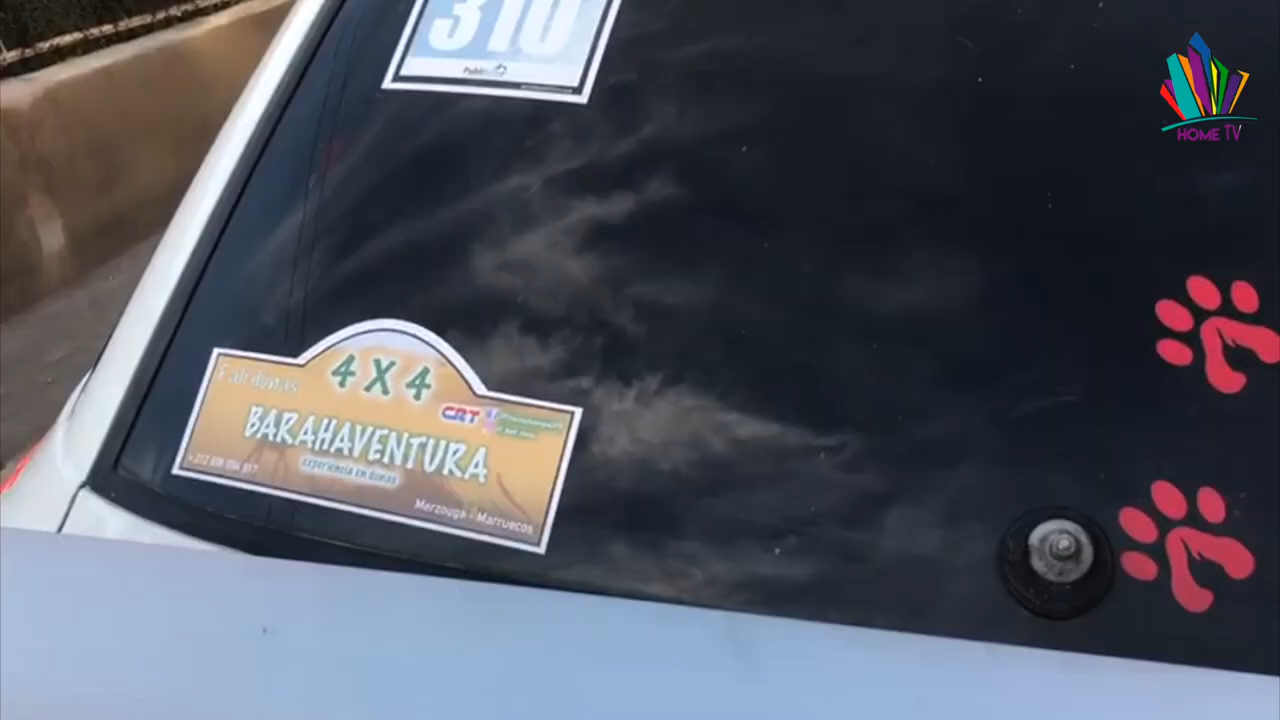 310
HOME TV
4 X 4
BARAHAVENTURA
CRT
experiencia en dunas
Merzouga - Marruecos